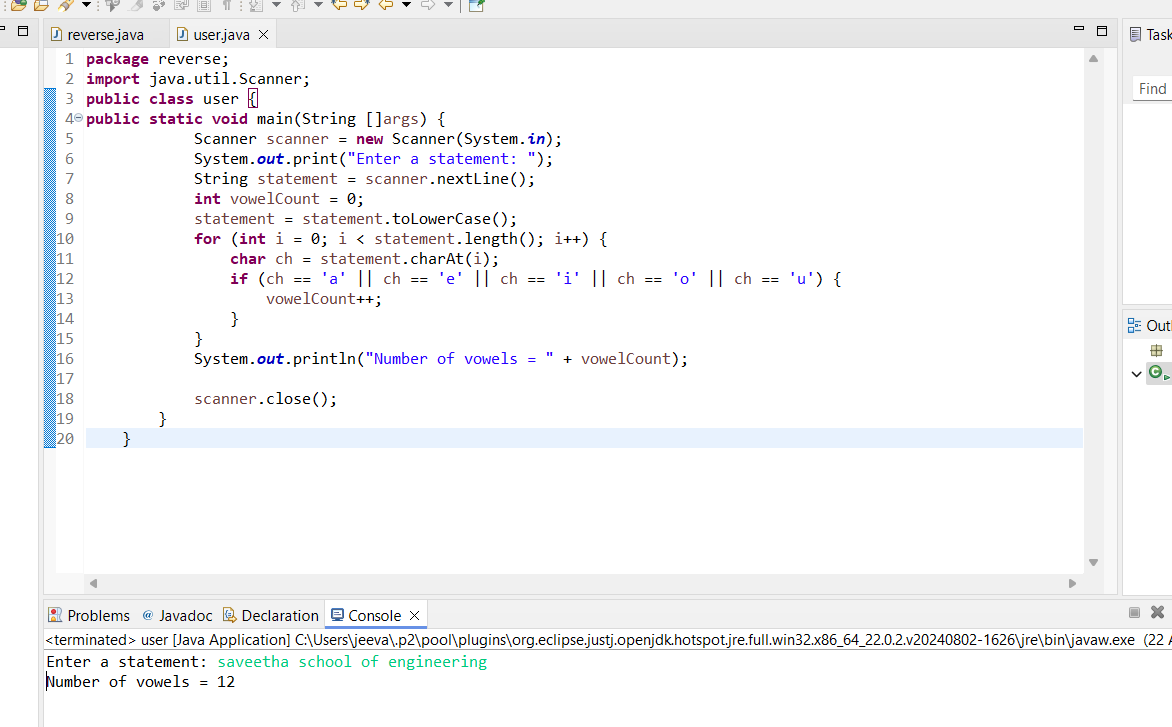 reverse.java user.java
Task
Find
1 package reverse;
2 import java.util.Scanner;
3 public class user {
4 public static void main(String []args) {
5 Scanner scanner = new Scanner(System.in);
6 System.out.print("Enter a statement: ");
7 String statement = scanner.nextLine();
8 int vowelCount = 0;
9 statement = statement.toLowerCase();
10 for (int i = 0; i < statement.length(); i++) {
11 char ch = statement.charAt(i);
12 if (ch == 'a' || ch == 'e' || ch == 'i' || ch == 'o' || ch == 'u') {
13 vowelCount++;
14 }
15 }
16 System.out.println("Number of vowels = " + vowelCount);
17
18 scanner.close();
19 }
20 }
Outl
Problems @ Javadoc Declaration Console
<terminated> user [Java Application] C:\Users\jeeva\.p2\pool\plugins\org.eclipse.justj.openjdk.hotspot.jre.full.win32.x86_64_22.0.2.v20240802-1626\jre\bin\javaw.exe (22 A
Enter a statement: saveetha school of engineering
Number of vowels = 12